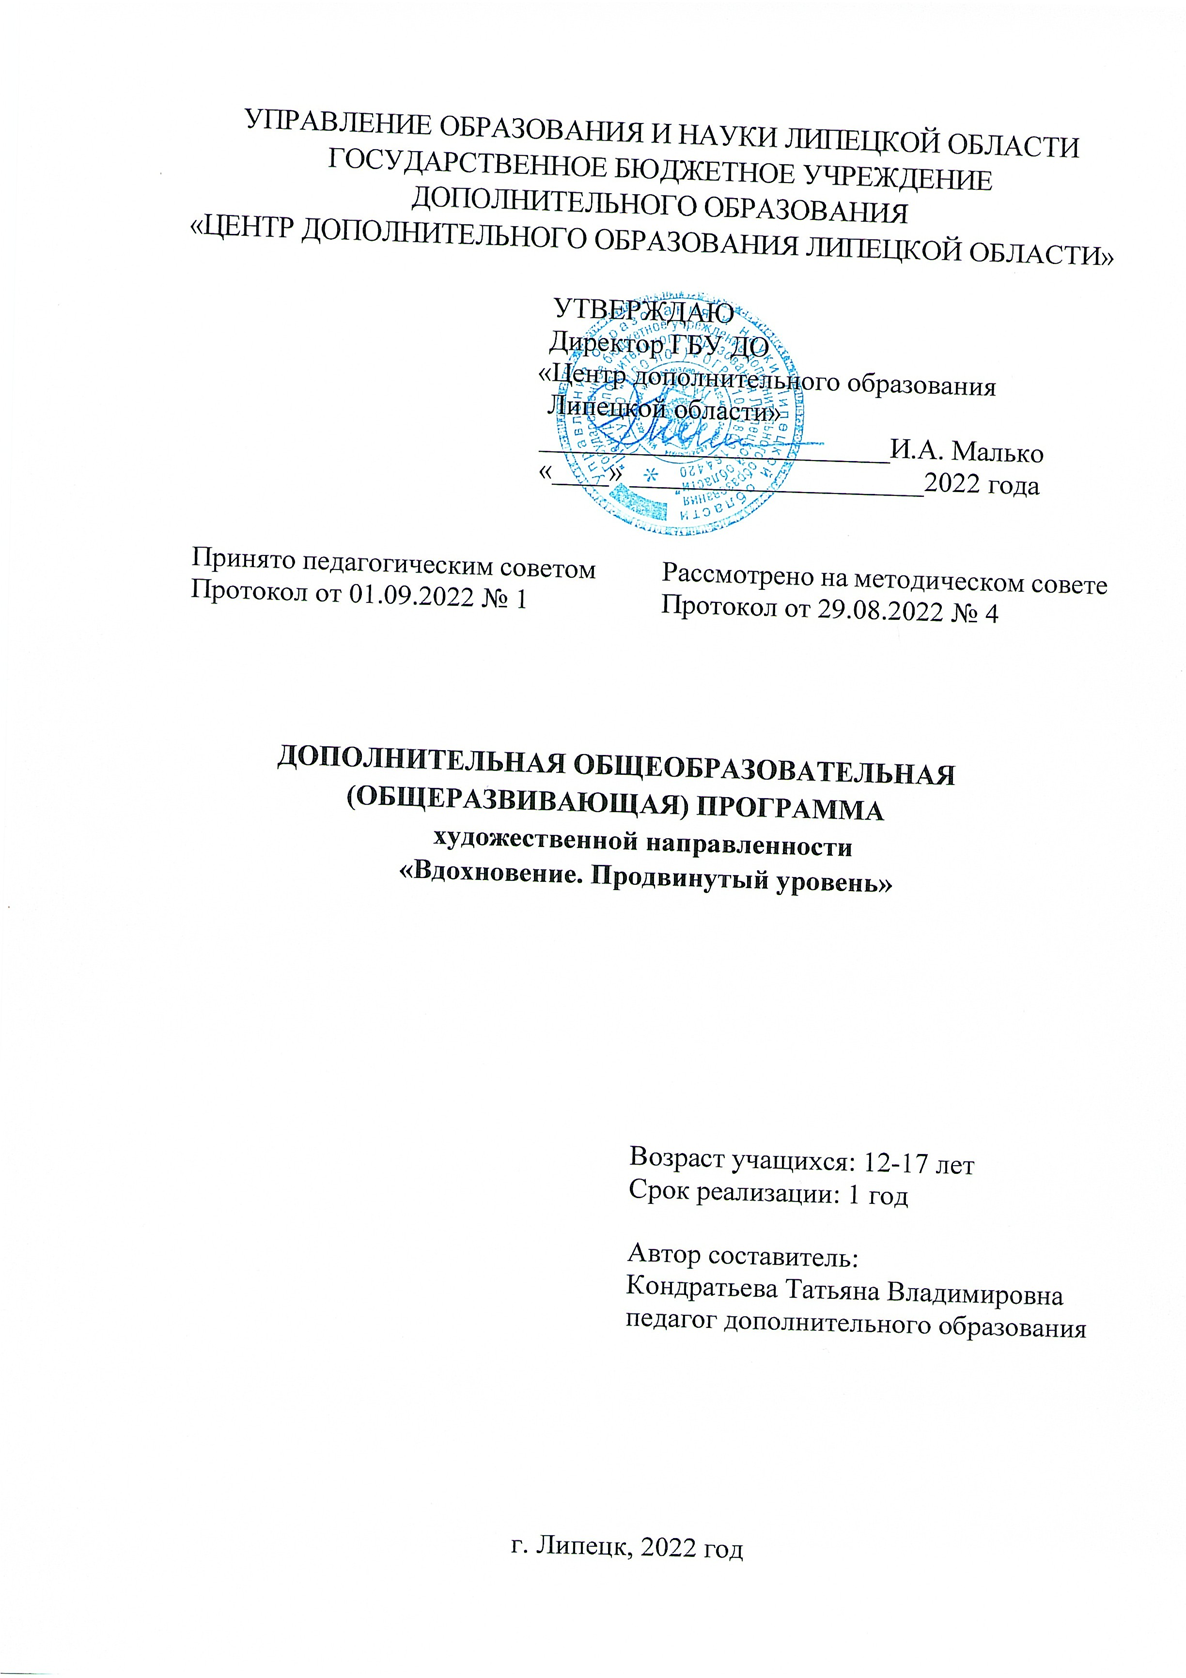 УПРАВЛЕНИЕ ОБРАЗОВАНИЯ И НАУКИ ЛИПЕЦКОЙ ОБЛАСТИ
ГОСУДАРСТВЕННОЕ БЮДЖЕТНОЕ УЧРЕЖДЕНИЕ
ДОПОЛНИТЕЛЬНОГО ОБРАЗОВАНИЯ
«ЦЕНТР ДОПОЛНИТЕЛЬНОГО ОБРАЗОВАНИЯ ЛИПЕЦКОЙ ОБЛАСТИ»
УТВЕРЖДАЮ
Директор ГБУ ДО
«Центр дополнительного образования
Липецкой области»
_________________________И.А. Малько
«____» _____________________2022 года
Принято педагогическим советом
Протокол от 01.09.2022 № 1
Рассмотрено на методическом совете
Протокол от 29.08.2022 № 4
ДОПОЛНИТЕЛЬНАЯ ОБЩЕОБРАЗОВАТЕЛЬНАЯ
(ОБЩЕРАЗВИВАЮЩАЯ) ПРОГРАММА
художественной направленности
«Вдохновение. Продвинутый уровень»
Возраст учащихся: 12-17 лет
Срок реализации: 1 год
Автор составитель:
Кондратьева Татьяна Владимировна
педагог дополнительного образования
г. Липецк, 2022 год